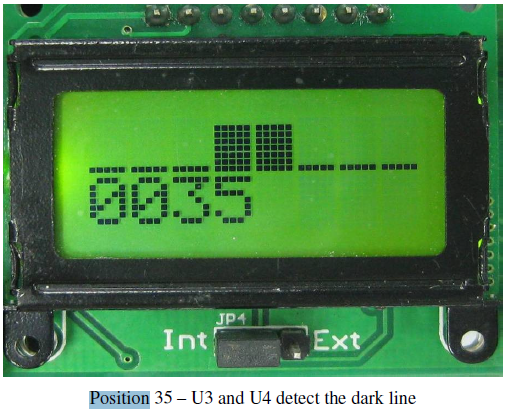 0035
JP4
Int Ext
Position 35 – U3 and U4 detect the dark line